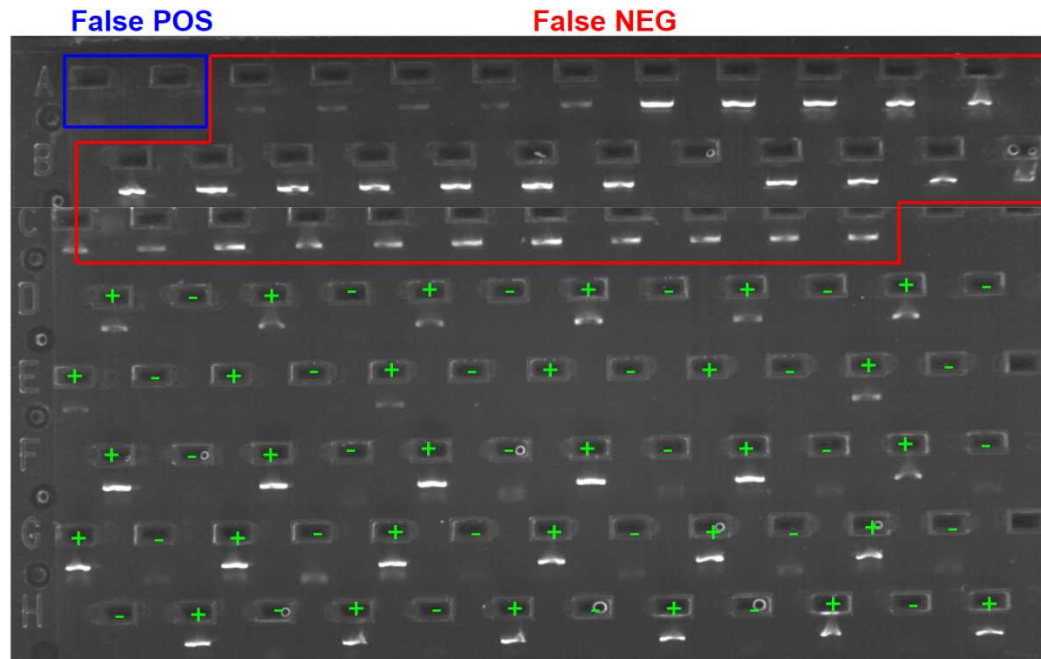 False POS False NEG
A
B
C
D + - + - + - + - + - + -
E + - + - + - + - + - + -
F + - + - + - + - + - + -
G + - + - + - + - + - + -
H - + - + - + - + - + - +